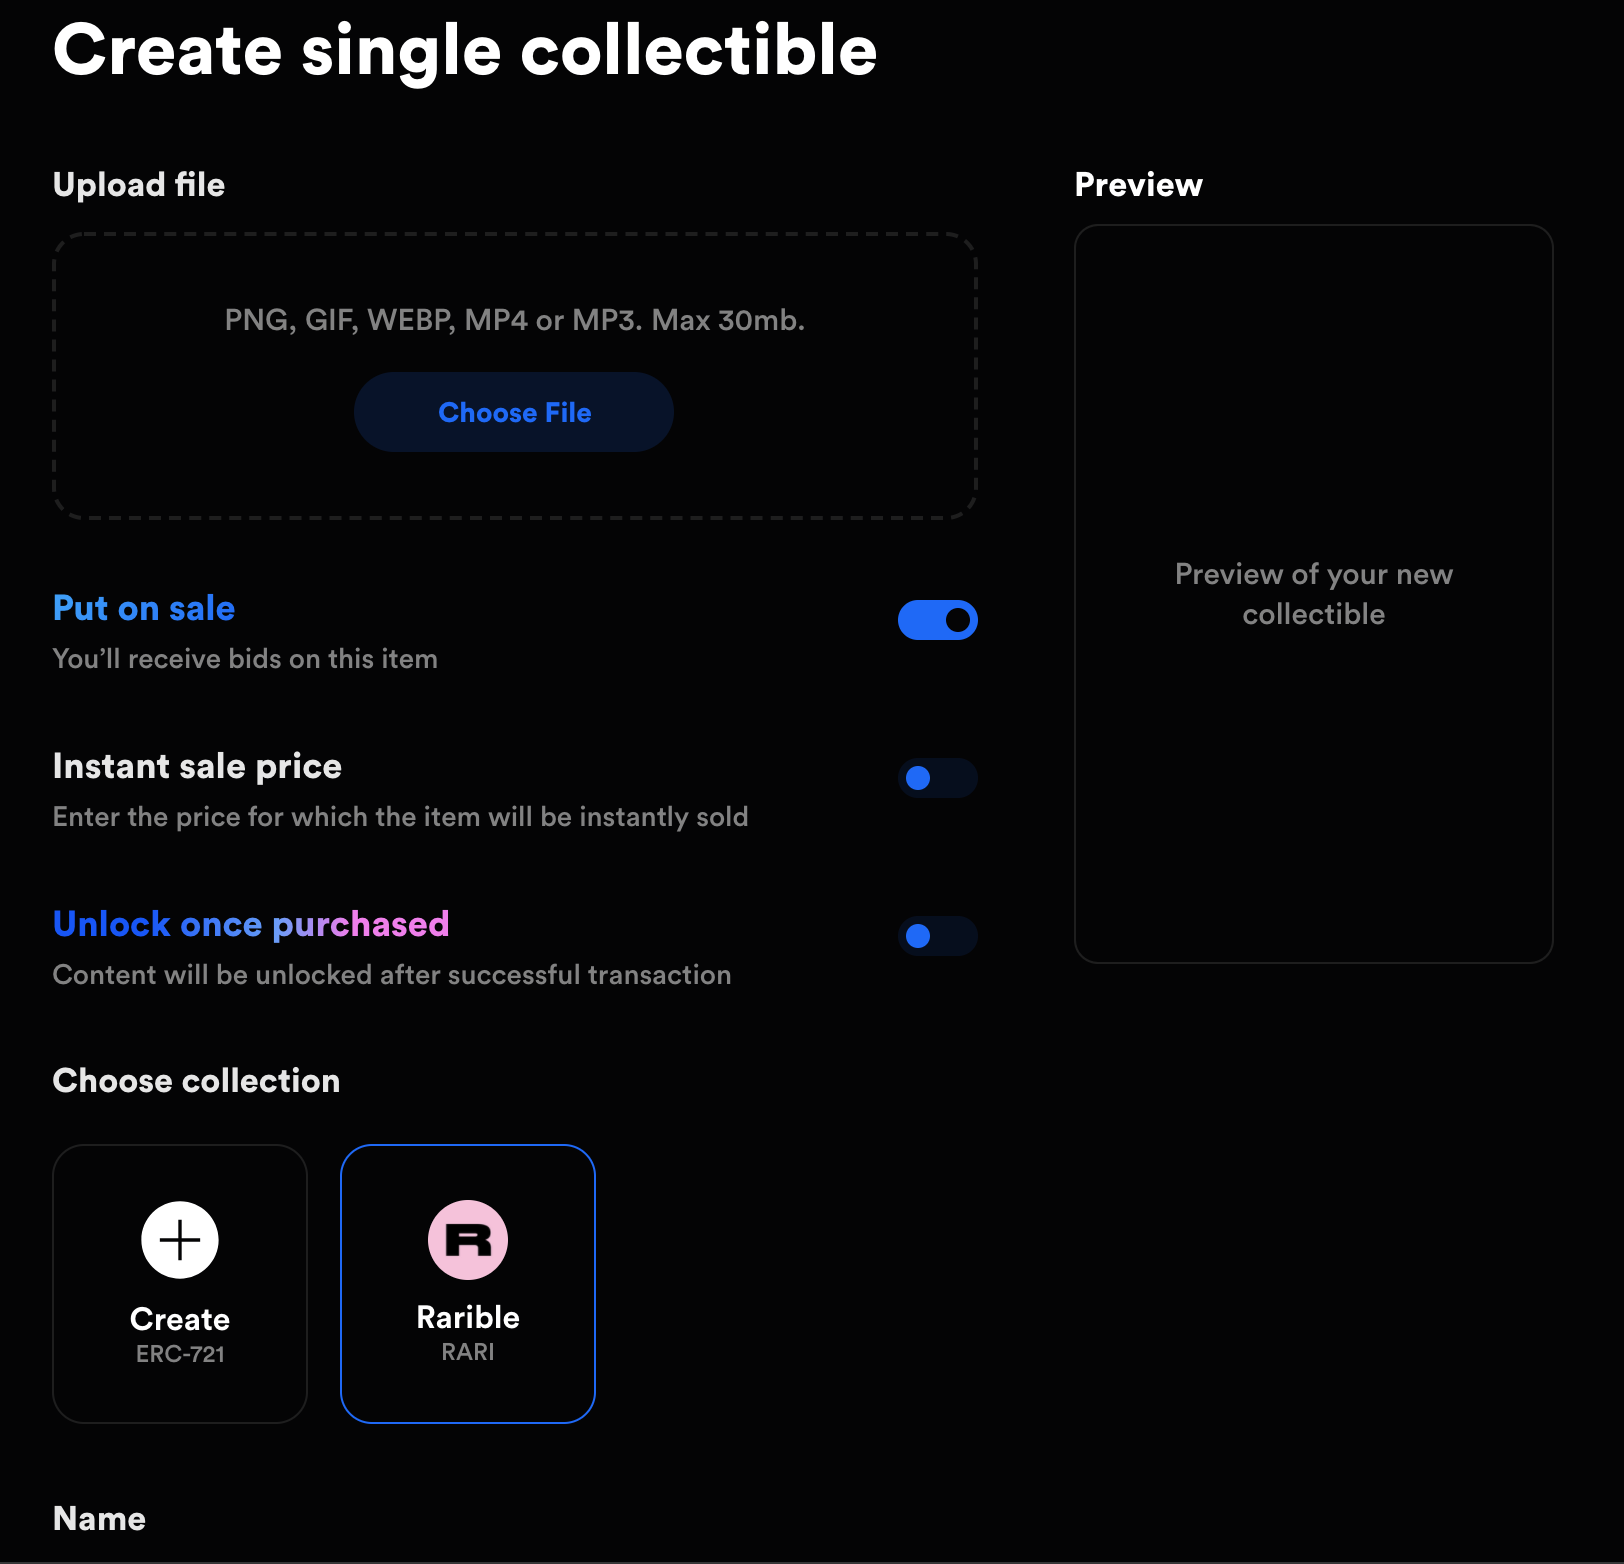 Create single collectible
Upload file
PNG, GIF, WEBP, MP4 or MP3. Max 30mb.
Choose File
Put on sale
You’ll receive bids on this item
Instant sale price
Enter the price for which the item will be instantly sold
Unlock once purchased
Content will be unlocked after successful transaction
Choose collection
Create
ERC-721
R
Rarible
RARI
Name
Preview
Preview of your new
collectible